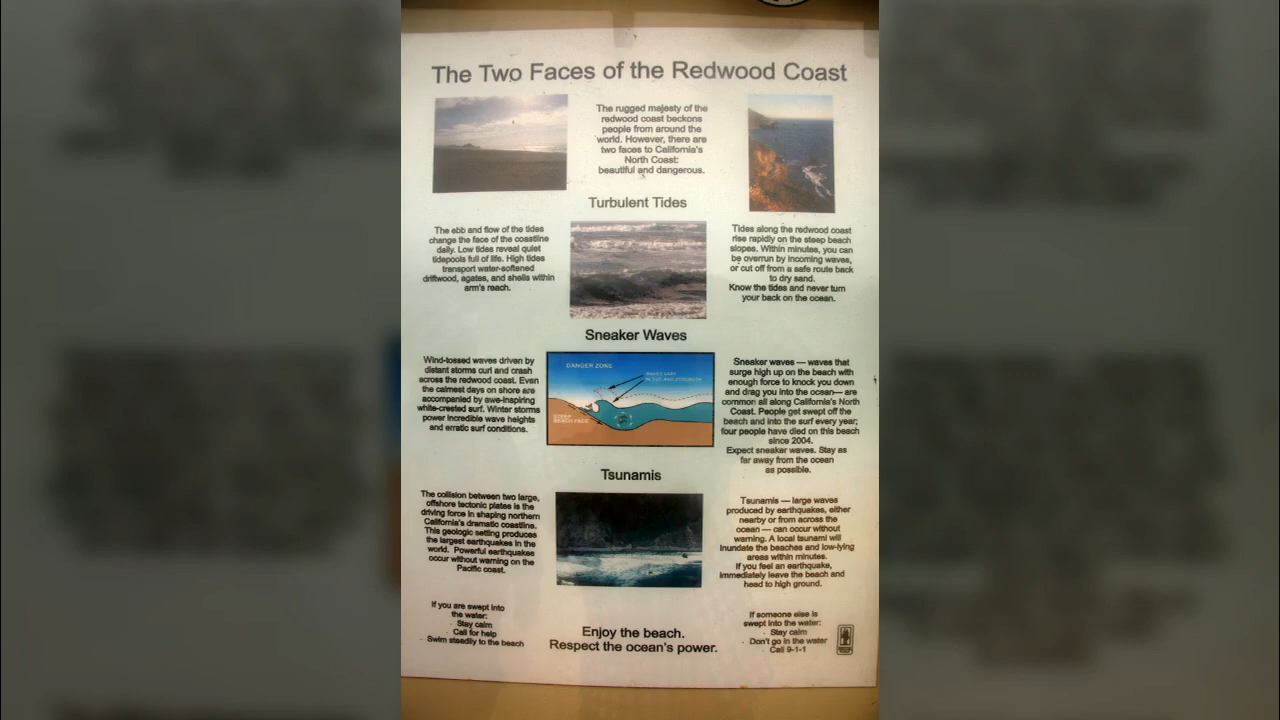 The Two Faces of the Redwood Coast
The rugged majesty of the
redwood coast beckons
people from around the
world. However, there are
two faces to California's
North Coast:
beautiful and dangerous.
Turbulent Tides
The ebb and flow of the tides
change the face of the coastline
daily. Low tides reveal quiet
tidepools full of life. High tides
transport water-softened
driftwood, agates, and shells within
arm's reach.
Tides along the redwood coast
rise rapidly on the steep beach
slopes. Within minutes, you can
be overrun by incoming waves,
or cut off from a safe route back
to dry sand.
Know the tides and never turn
your back on the ocean.
Sneaker Waves
Wind-tossed waves driven by
distant storms curl and crash
across the redwood coast. Even
the calmest days on shore are
accompanied by awe-inspiring
white-crested surf. Winter storms
power incredible wave heights
and erratic surf conditions.
DANGER ZONE
WAVES VARY
IN SIZE AND STRENGTH
STEEP
BEACH FACE
Sneaker waves — waves that
surge high up on the beach with
enough force to knock you down
and drag you into the ocean— are
common all along California's North
Coast. People get swept off the
beach and into the surf every year;
four people have died on this beach
since 2004.
Expect sneaker waves. Stay as
far away from the ocean
as possible.
Tsunamis
The collision between two large,
offshore tectonic plates is the
driving force in shaping northern
California's dramatic coastline.
This geologic setting produces
the largest earthquakes in the
world. Powerful earthquakes
occur without warning on the
Pacific coast.
Tsunamis — large waves
produced by earthquakes, either
nearby or from across the
ocean — can occur without
warning. A local tsunami will
inundate the beaches and low-lying
areas within minutes.
If you feel an earthquake,
immediately leave the beach and
head to high ground.
If you are swept into
the water:
· Stay calm
· Call for help
· Swim steadily to the beach
Enjoy the beach.
Respect the ocean's power.
If someone else is
swept into the water:
· Stay calm
· Don't go in the water
· Call 9-1-1